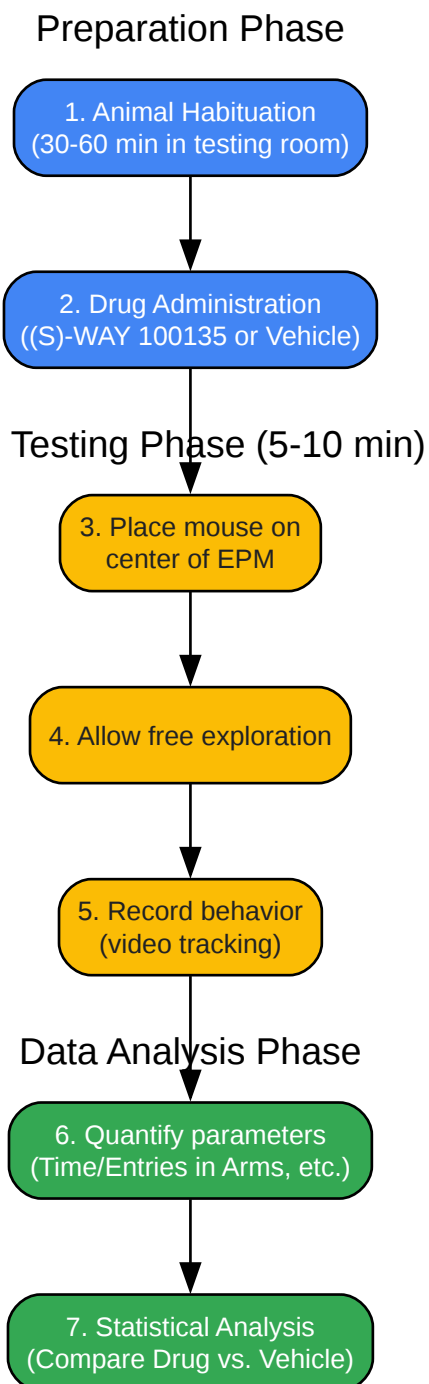 Preparation Phase
1. Animal Habituation
(30-60 min in testing room)
2. Drug Administration
((S)-WAY 100135 or Vehicle)
Testing Phase (5-10 min)
3. Place mouse on
center of EPM
4. Allow free exploration
5. Record behavior
(video tracking)
Data Analysis Phase
6. Quantify parameters
(Time/Entries in Arms, etc.)
7. Statistical Analysis
(Compare Drug vs. Vehicle)